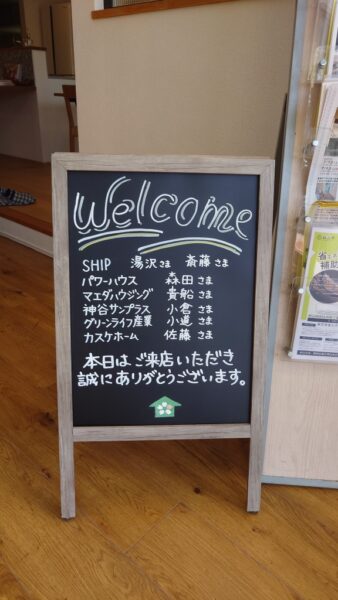 Welcome
SHIP 湯沢さま 斎藤さま
パワーハウス 森田さま
マエダハウジング 貴船さま
神谷サンプラス 小倉さま
グリーンライフ産業 小道さま
カスケホーム 佐藤さま
本日はご来店いただき
誠にありがとうございます。
補助